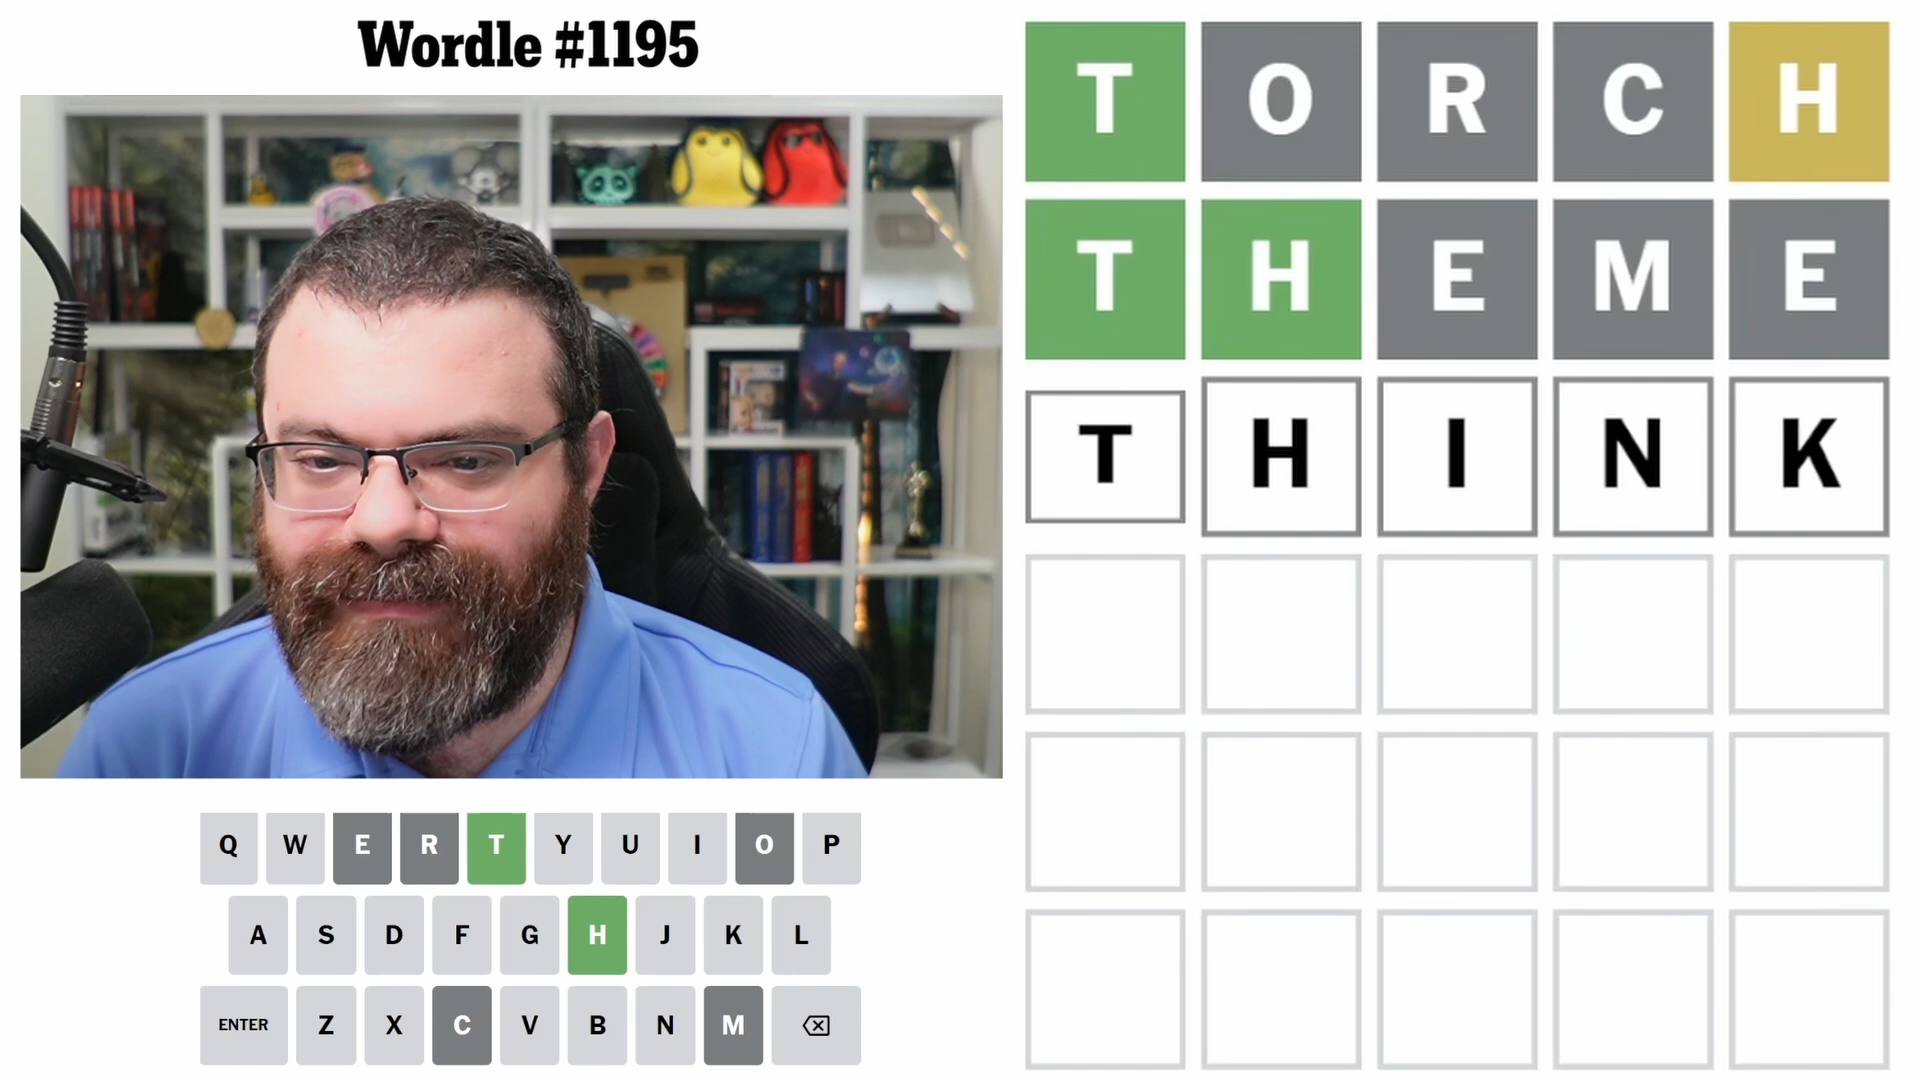 Wordle #1195
T O R C H
T H E M E
T H I N K
Q W E R T Y U I O P
A S D F G H J K L
ENTER Z X C V B N M